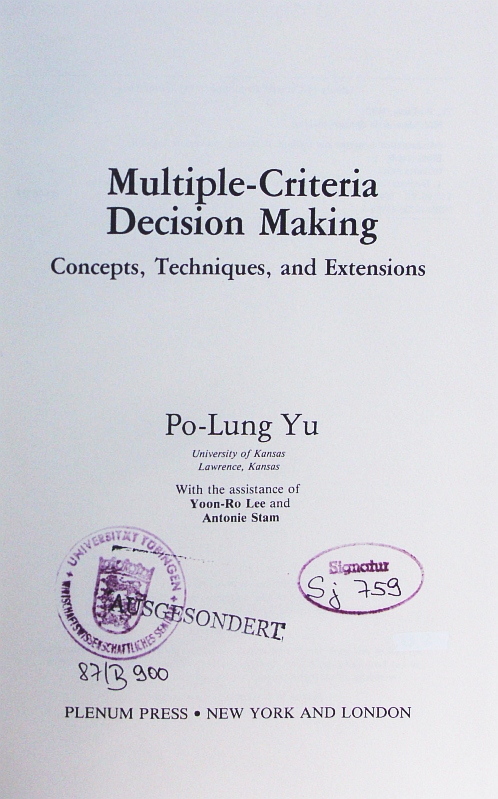 Multiple-Criteria
Decision Making
Concepts, Techniques, and Extensions
Po-Lung Yu
University of Kansas
Lawrence, Kansas
With the assistance of
Yoon-Ro Lee and
Antonie Stam
UNIVERSITÄT TÜBINGEN
WIRTSCHAFTSWISSENSCHAFTLICHES
Signatur
Sj 759
AUSGESONDERT
87/B 900
PLENUM PRESS • NEW YORK AND LONDON